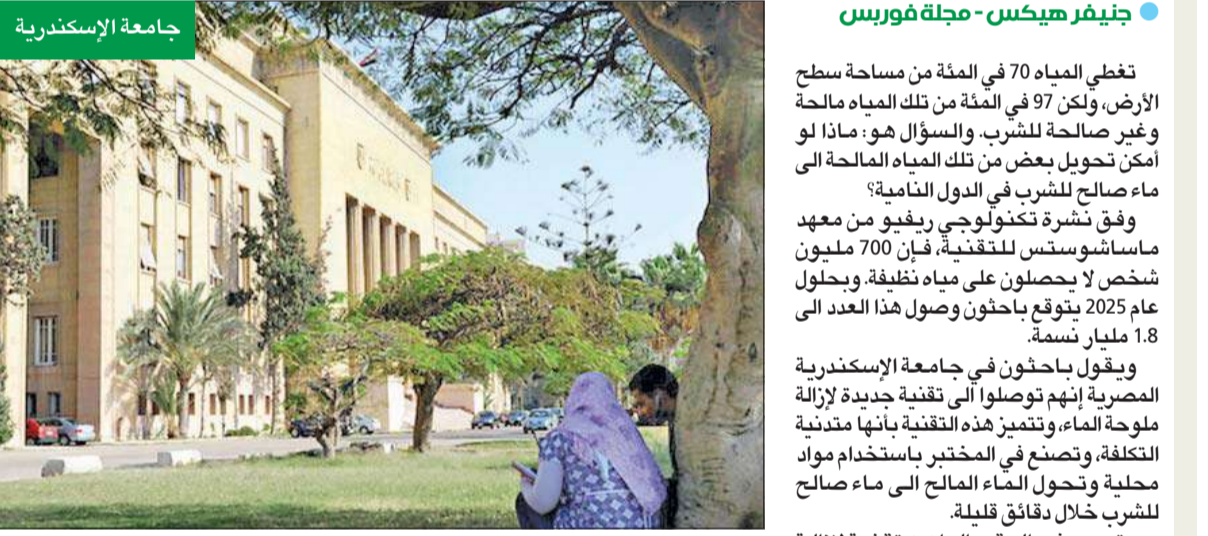 جامعة الإسكندرية
جنيفر هيكس - مجلة فوربس
تغطي المياه 70 في المئة من مساحة سطح
الأرض، ولكن 97 في المئة من تلك المياه مالحة
وغير صالحة للشرب. والسؤال هو: ماذا لو
أمكن تحويل بعض من تلك المياه المالحة الى
ماء صالح للشرب في الدول النامية؟
وفق نشرة تكنولوجي ريفيو من معهد
ماساشوستس للتقنية، فإن 700 مليون
شخص لا يحصلون على مياه نظيفة. وبحلول
عام 2025 يتوقع باحثون وصول هذا العدد الى
1.8 مليار نسمة.
ويقول باحثون في جامعة الإسكندرية
المصرية إنهم توصلوا الى تقنية جديدة لإزالة
ملوحة الماء، وتتميز هذه التقنية بأنها متدنية
التكلفة، وتصنع في المختبر باستخدام مواد
محلية وتحول الماء المالح الى ماء صالح
للشرب خلال دقائق قليلة.